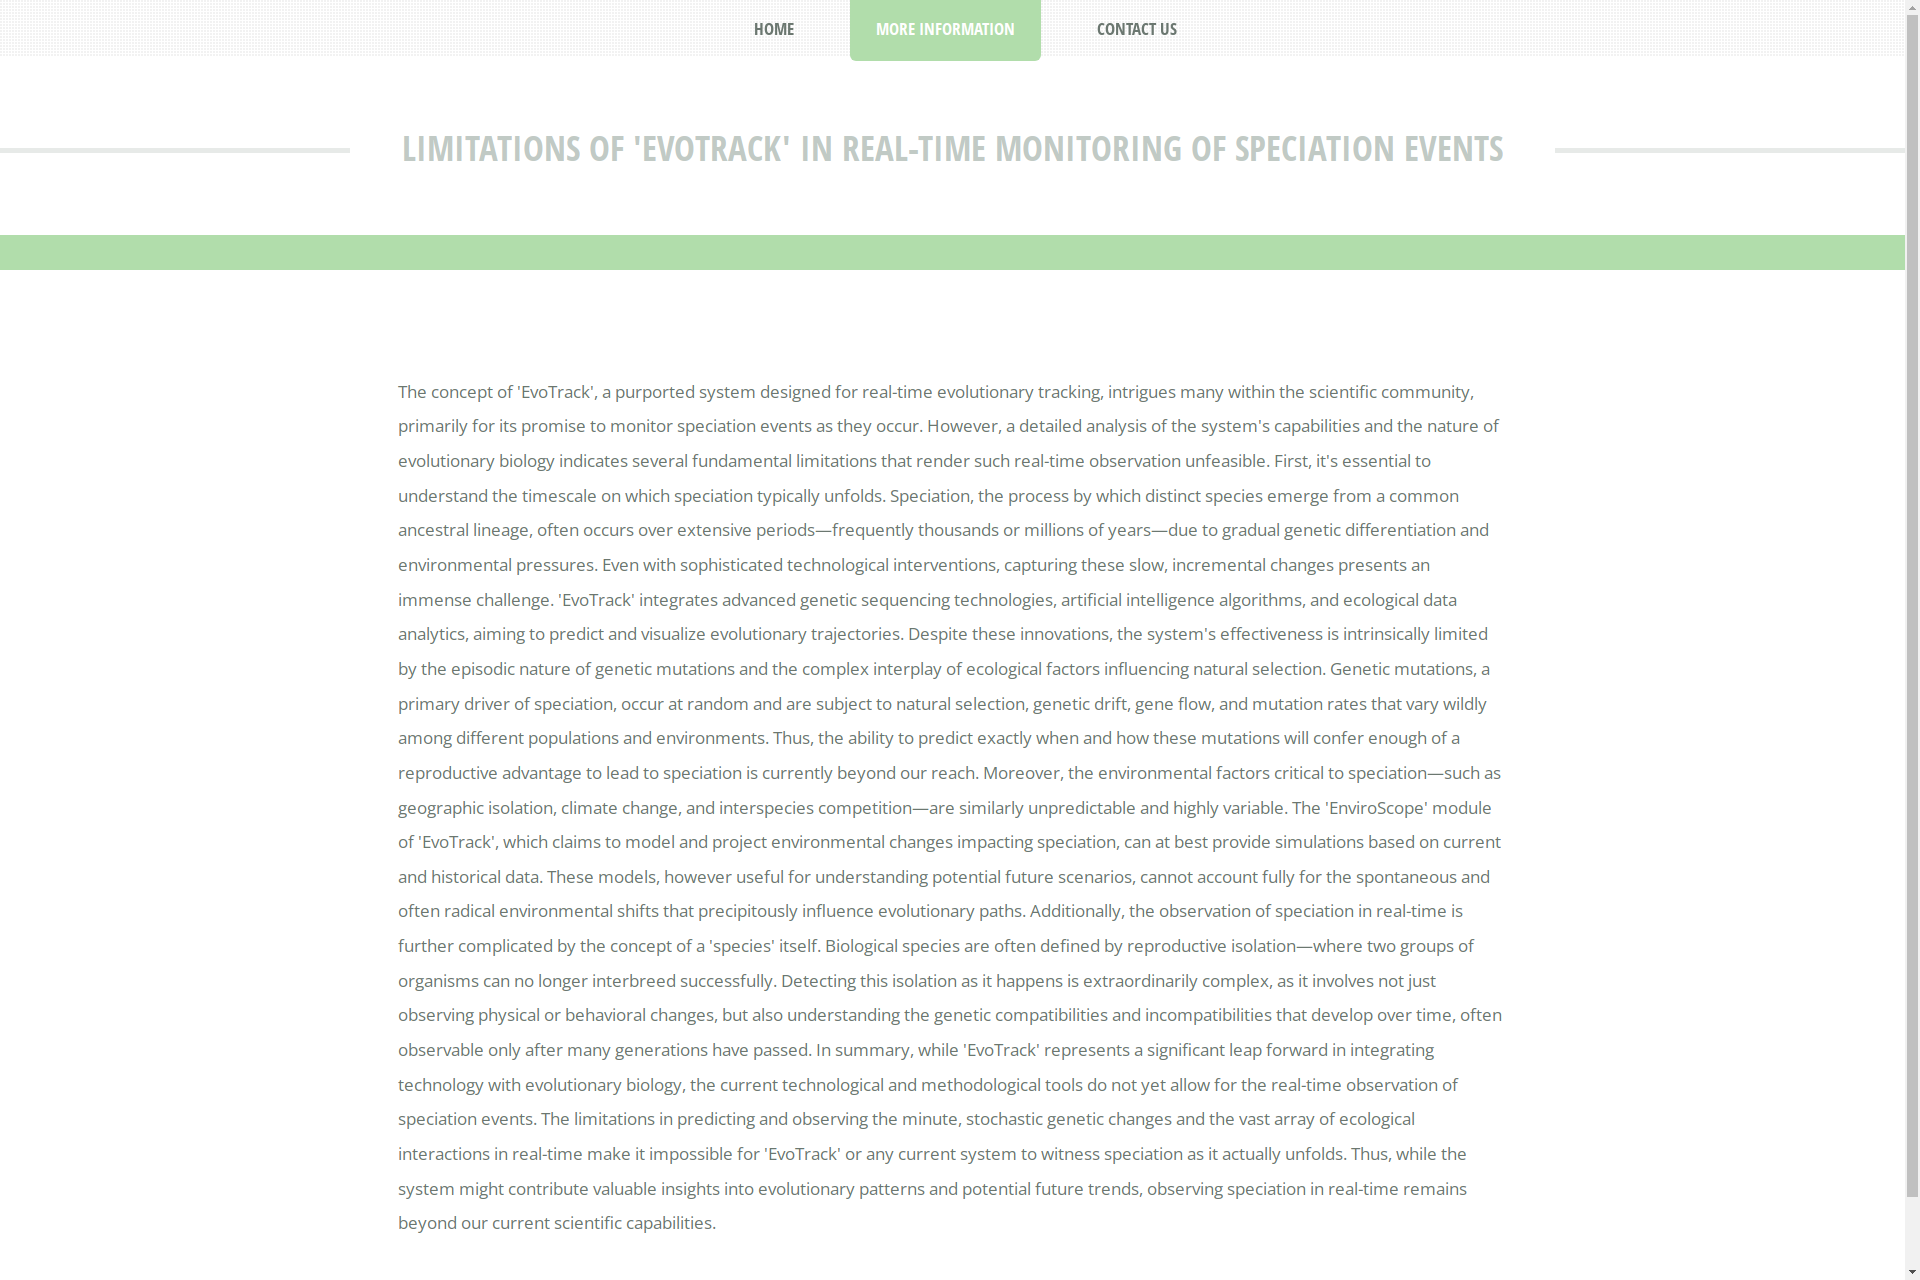 HOME
MORE INFORMATION
CONTACT US
LIMITATIONS OF 'EVOTRACK' IN REAL-TIME MONITORING OF SPECIATION EVENTS
The concept of 'EvoTrack', a purported system designed for real-time evolutionary tracking, intrigues many within the scientific community,
primarily for its promise to monitor speciation events as they occur. However, a detailed analysis of the system's capabilities and the nature of
evolutionary biology indicates several fundamental limitations that render such real-time observation unfeasible. First, it's essential to
understand the timescale on which speciation typically unfolds. Speciation, the process by which distinct species emerge from a common
ancestral lineage, often occurs over extensive periods—frequently thousands or millions of years—due to gradual genetic differentiation and
environmental pressures. Even with sophisticated technological interventions, capturing these slow, incremental changes presents an
immense challenge. 'EvoTrack' integrates advanced genetic sequencing technologies, artificial intelligence algorithms, and ecological data
analytics, aiming to predict and visualize evolutionary trajectories. Despite these innovations, the system's effectiveness is intrinsically limited
by the episodic nature of genetic mutations and the complex interplay of ecological factors influencing natural selection. Genetic mutations, a
primary driver of speciation, occur at random and are subject to natural selection, genetic drift, gene flow, and mutation rates that vary wildly
among different populations and environments. Thus, the ability to predict exactly when and how these mutations will confer enough of a
reproductive advantage to lead to speciation is currently beyond our reach. Moreover, the environmental factors critical to speciation—such as
geographic isolation, climate change, and interspecies competition—are similarly unpredictable and highly variable. The 'EnviroScope' module
of 'EvoTrack', which claims to model and project environmental changes impacting speciation, can at best provide simulations based on current
and historical data. These models, however useful for understanding potential future scenarios, cannot account fully for the spontaneous and
often radical environmental shifts that precipitously influence evolutionary paths. Additionally, the observation of speciation in real-time is
further complicated by the concept of a 'species' itself. Biological species are often defined by reproductive isolation—where two groups of
organisms can no longer interbreed successfully. Detecting this isolation as it happens is extraordinarily complex, as it involves not just
observing physical or behavioral changes, but also understanding the genetic compatibilities and incompatibilities that develop over time, often
observable only after many generations have passed. In summary, while 'EvoTrack' represents a significant leap forward in integrating
technology with evolutionary biology, the current technological and methodological tools do not yet allow for the real-time observation of
speciation events. The limitations in predicting and observing the minute, stochastic genetic changes and the vast array of ecological
interactions in real-time make it impossible for 'EvoTrack' or any current system to witness speciation as it actually unfolds. Thus, while the
system might contribute valuable insights into evolutionary patterns and potential future trends, observing speciation in real-time remains
beyond our current scientific capabilities.